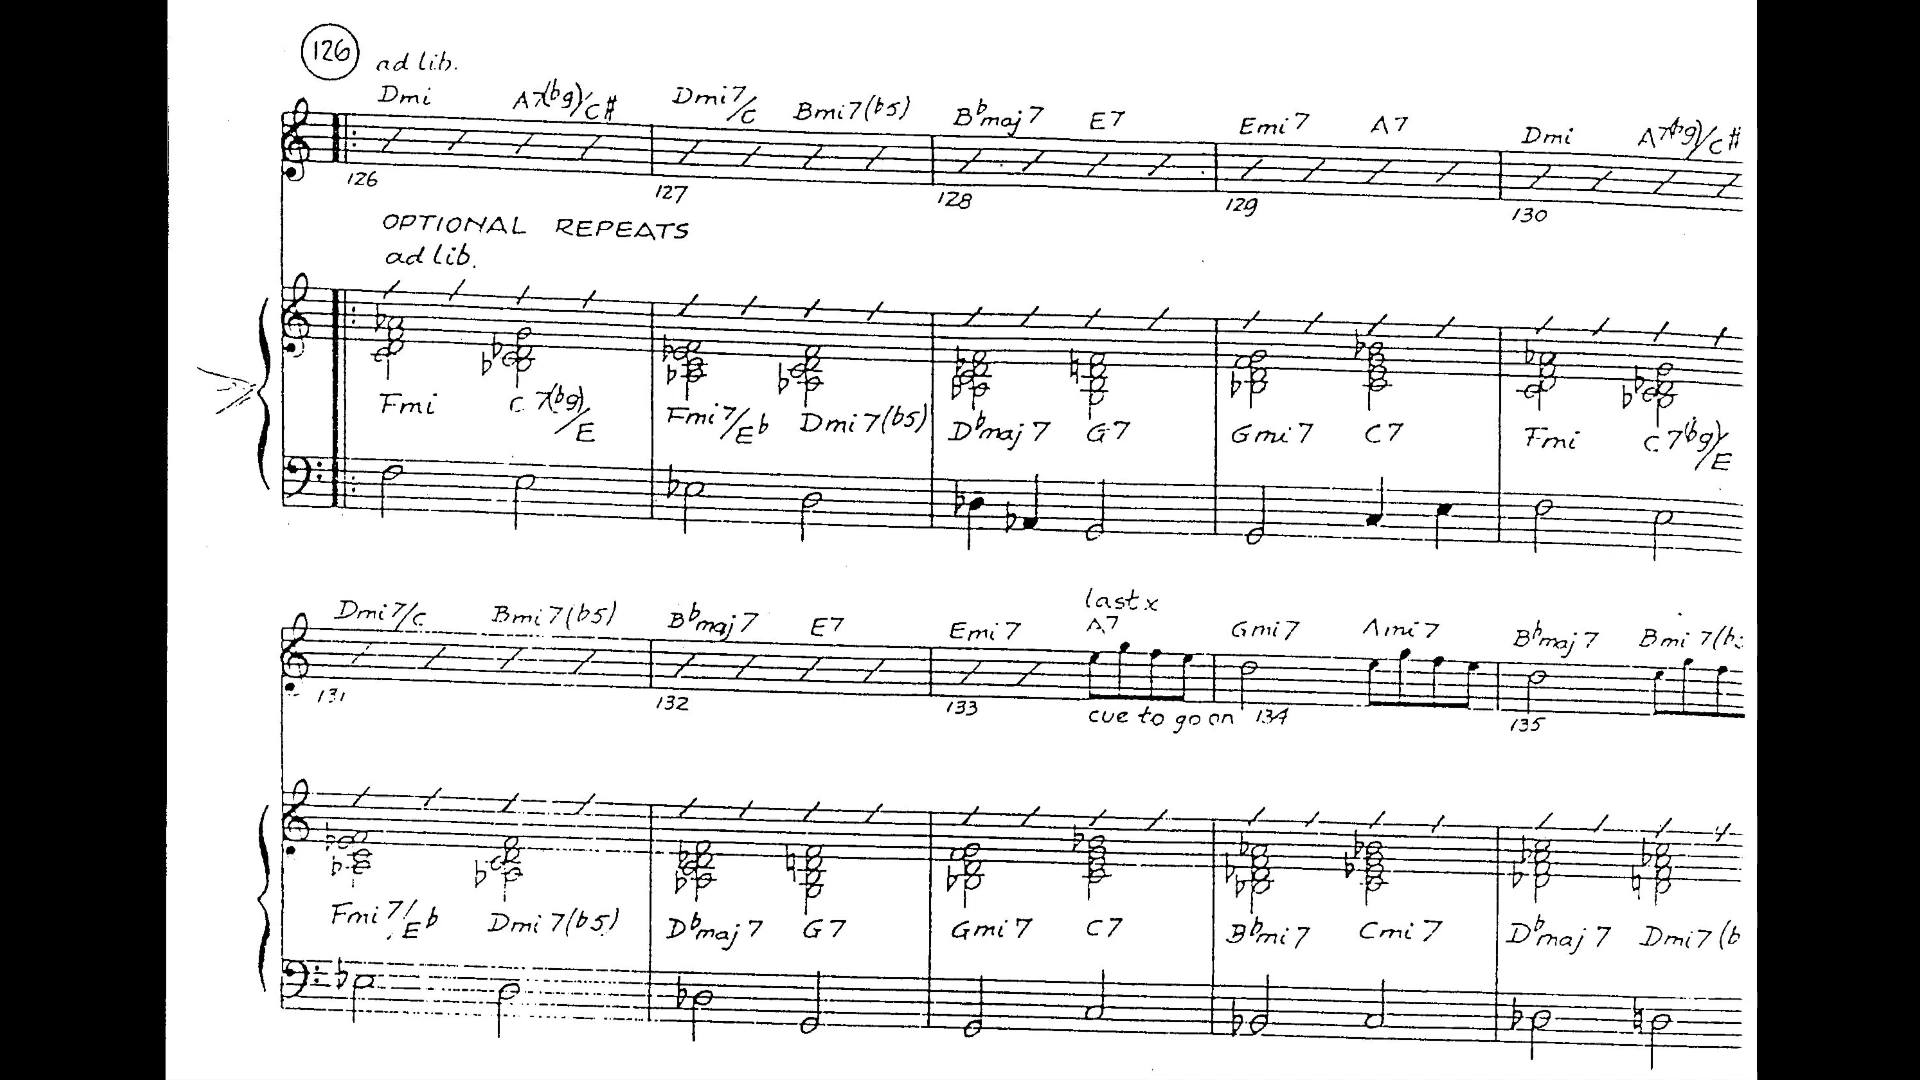 126 ad lib.
Dmi A7(b9)/C# Dmi7/C Bmi7(b5) Bbmaj7 E7 Emi7 A7 Dmi A7(b9)/C#
126 127 128 129 130
OPTIONAL REPEATS
ad lib.
Fmi C7(b9)/E Fmi7/Eb Dmi7(b5) Dbmaj7 G7 Gmi7 C7 Fmi C7(b9)/E
last x
Dmi7/C Bmi7(b5) Bbmaj7 E7 Emi7 A7 Gmi7 Ami7 Bbmaj7 Bmi7(b5
131 132 133 cue to go on 134 135
Fmi7/Eb Dmi7(b5) Dbmaj7 G7 Gmi7 C7 Bbmi7 Cmi7 Dbmaj7 Dmi7(b